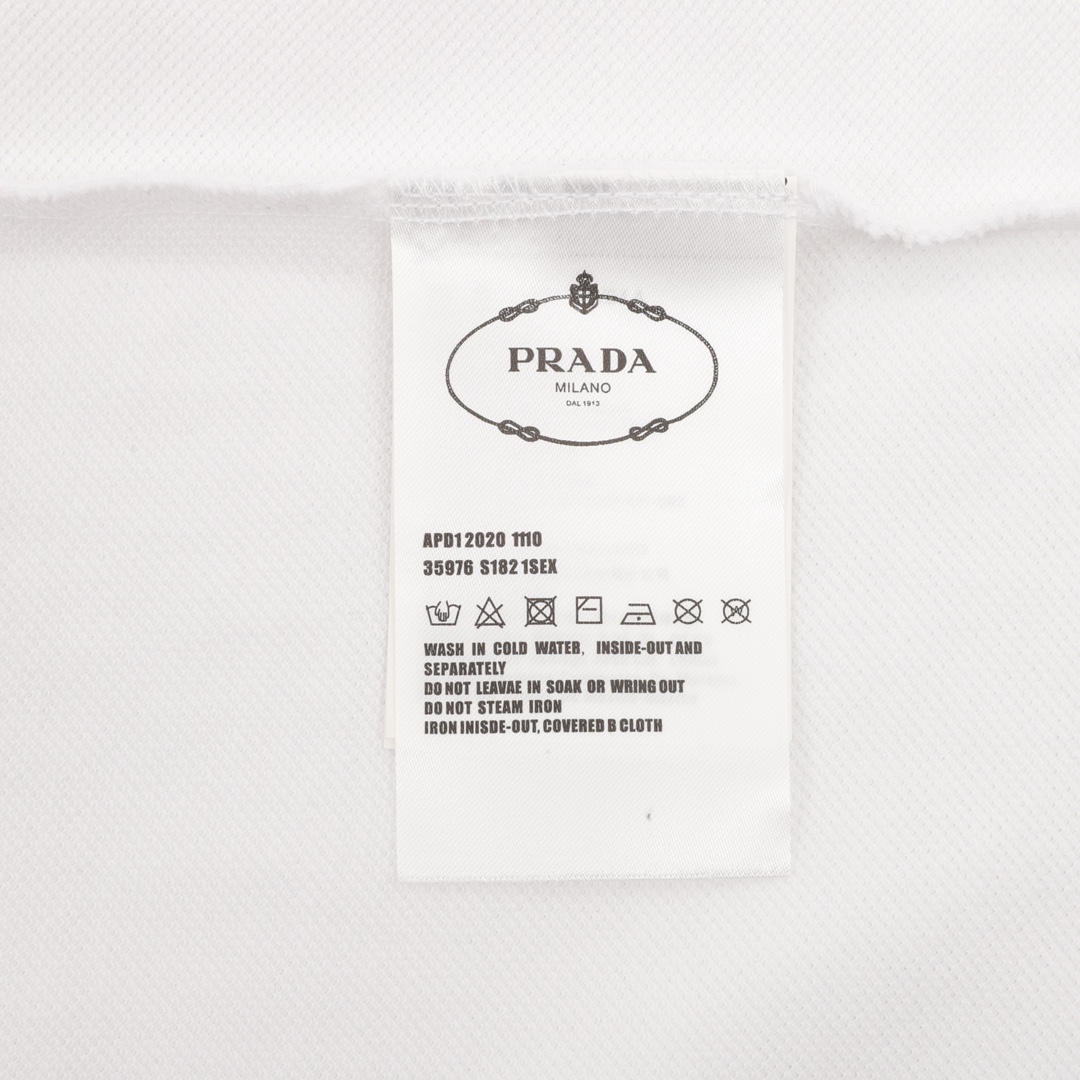 PRADA
MILANO
DAL 1913
APD1 2020 1110
35976 S182 1SEX
WASH IN COLD WATER, INSIDE-OUT AND
SEPARATELY
DO NOT LEAVAE IN SOAK OR WRING OUT
DO NOT STEAM IRON
IRON INISDE-OUT, COVERED B CLOTH